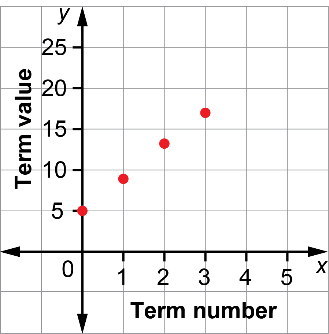 y
25
20
15
10
5
Term value
0 1 2 3 4 5 x
Term number